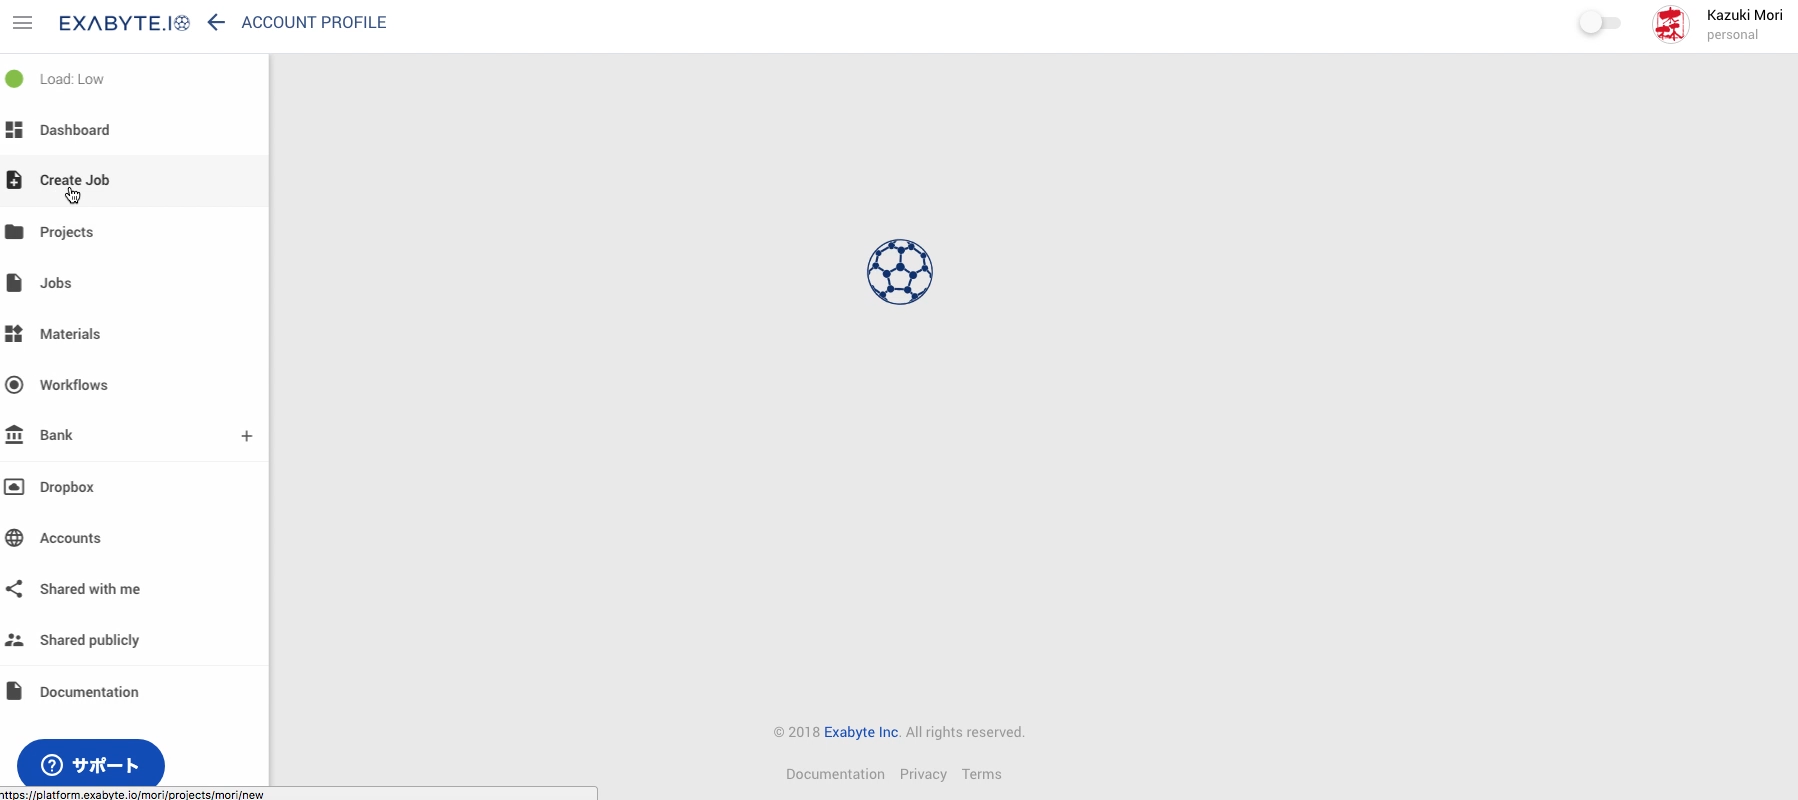 EXABYTE.IO
ACCOUNT PROFILE
Kazuki Mori
personal
Load: Low
Dashboard
Create Job
Projects
Jobs
Materials
Workflows
Bank
Dropbox
Accounts
Shared with me
Shared publicly
Documentation
サポート
https://platform.exabyte.io/mori/projects/mori/new
© 2018 Exabyte Inc. All rights reserved.
Documentation Privacy Terms